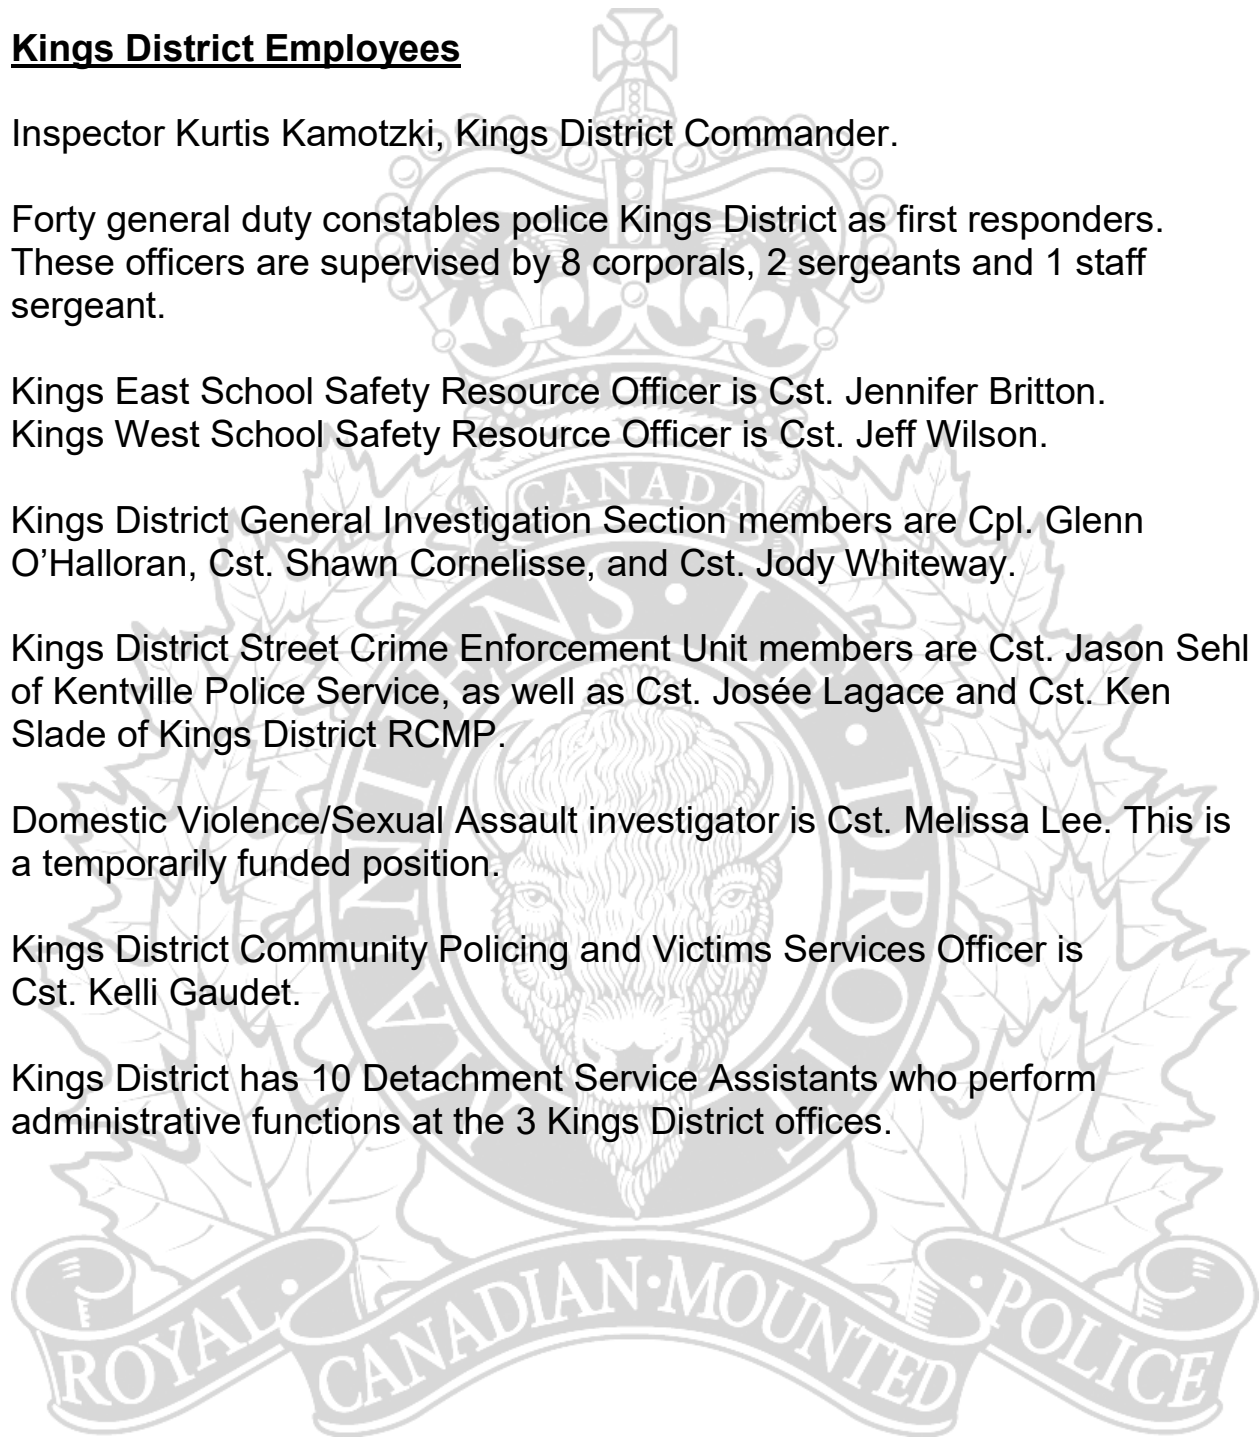 Kings District Employees
Inspector Kurtis Kamotzki, Kings District Commander.
Forty general duty constables police Kings District as first responders.
These officers are supervised by 8 corporals, 2 sergeants and 1 staff
sergeant.
Kings East School Safety Resource Officer is Cst. Jennifer Britton.
Kings West School Safety Resource Officer is Cst. Jeff Wilson.
CANADA
Kings District General Investigation Section members are Cpl. Glenn
O’Halloran, Cst. Shawn Cornelisse, and Cst. Jody Whiteway.
Kings District Street Crime Enforcement Unit members are Cst. Jason Sehl
of Kentville Police Service, as well as Cst. Josée Lagace and Cst. Ken
Slade of Kings District RCMP.
Domestic Violence/Sexual Assault investigator is Cst. Melissa Lee. This is
a temporarily funded position.
Kings District Community Policing and Victims Services Officer is
Cst. Kelli Gaudet.
Kings District has 10 Detachment Service Assistants who perform
administrative functions at the 3 Kings District offices.
MAINTIENS • LE • DROIT
ROYAL • CANADIAN • MOUNTED • POLICE